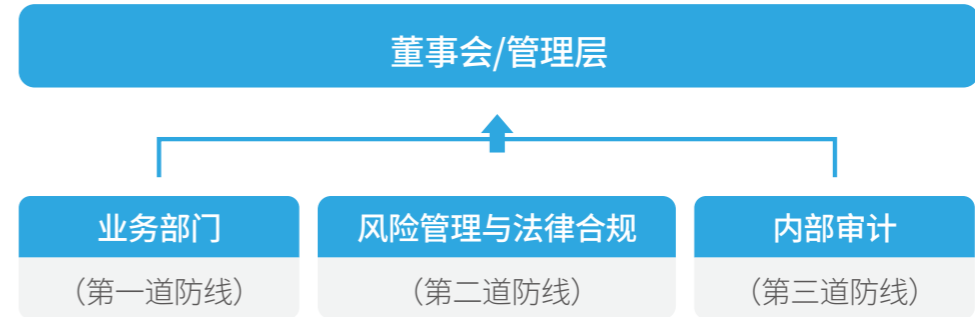 董事会/管理层
业务部门
风险管理与法律合规
内部审计
（第一道防线）
（第二道防线）
（第三道防线）